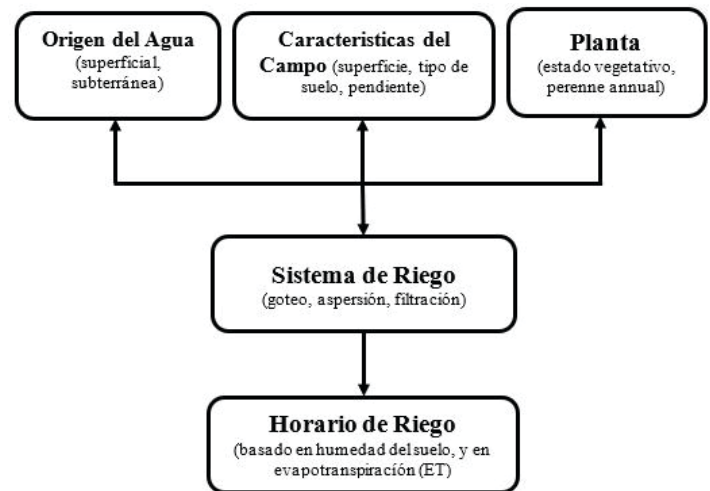 Origen del Agua
(superficial,
subterránea)
Caracteristicas del
Campo (superficie, tipo de
suelo, pendiente)
Planta
(estado vegetativo,
perenne annual)
Sistema de Riego
(goteo, aspersión, filtración)
Horario de Riego
(basado en humedad del suelo, y en
evapotranspiración (ET)